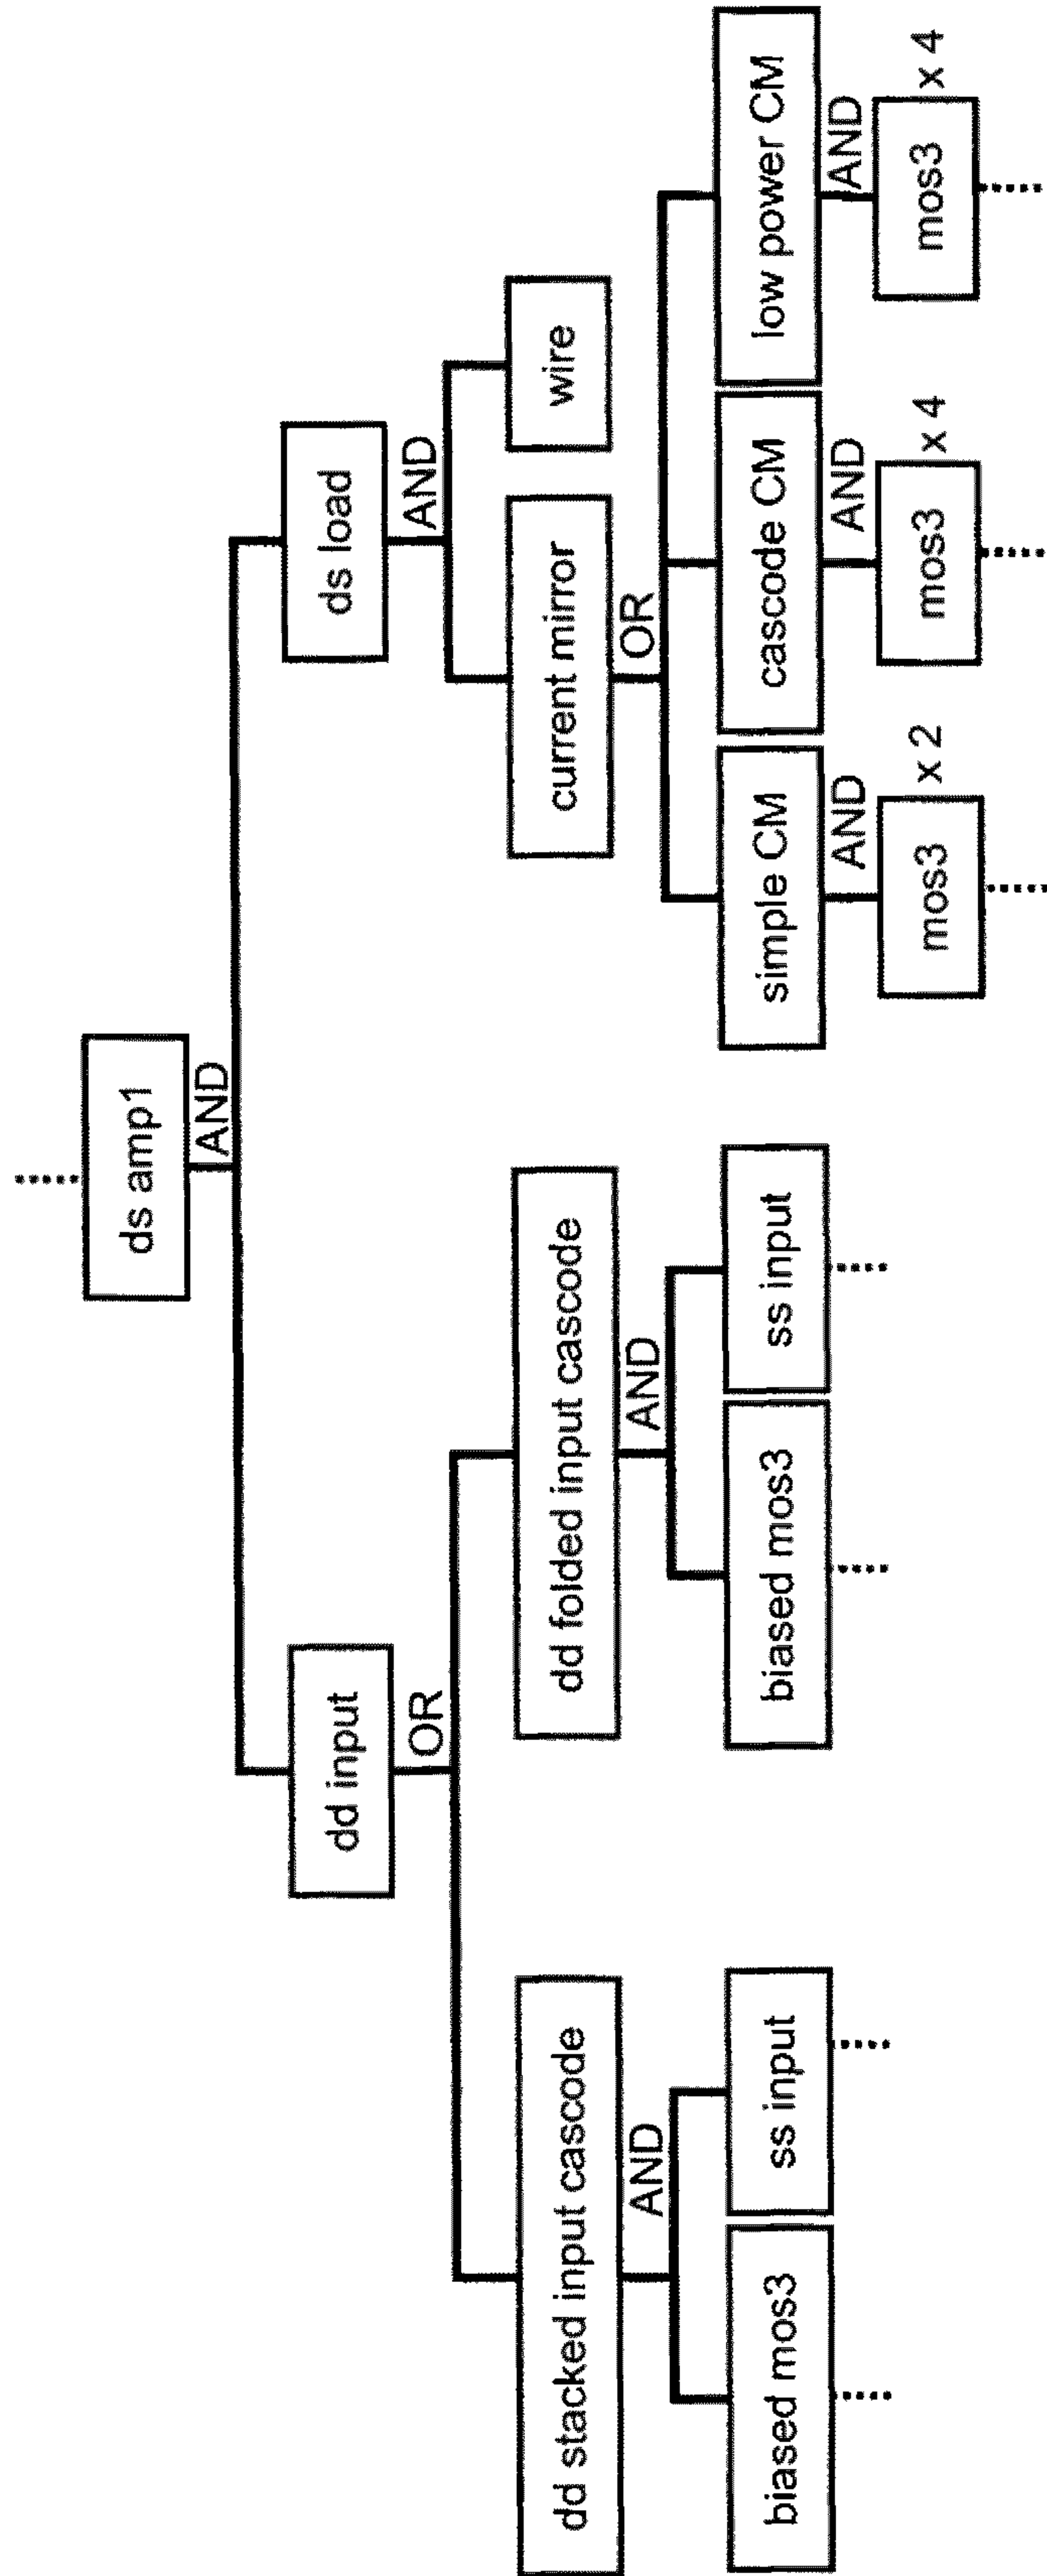 ds amp1
AND
dd input
ds load
OR
AND
dd stacked input cascode
dd folded input cascode
current mirror
wire
AND
AND
OR
biased mos3
ss input
biased mos3
ss input
simple CM
cascode CM
low power CM
AND
AND
AND
mos3
x 2
mos3
x 4
mos3
x 4